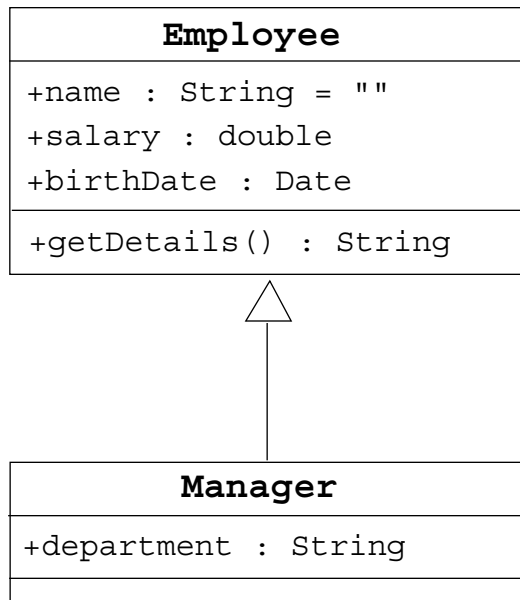 Employee
+name : String = ""
+salary : double
+birthDate : Date
+getDetails() : String
Manager
+department : String